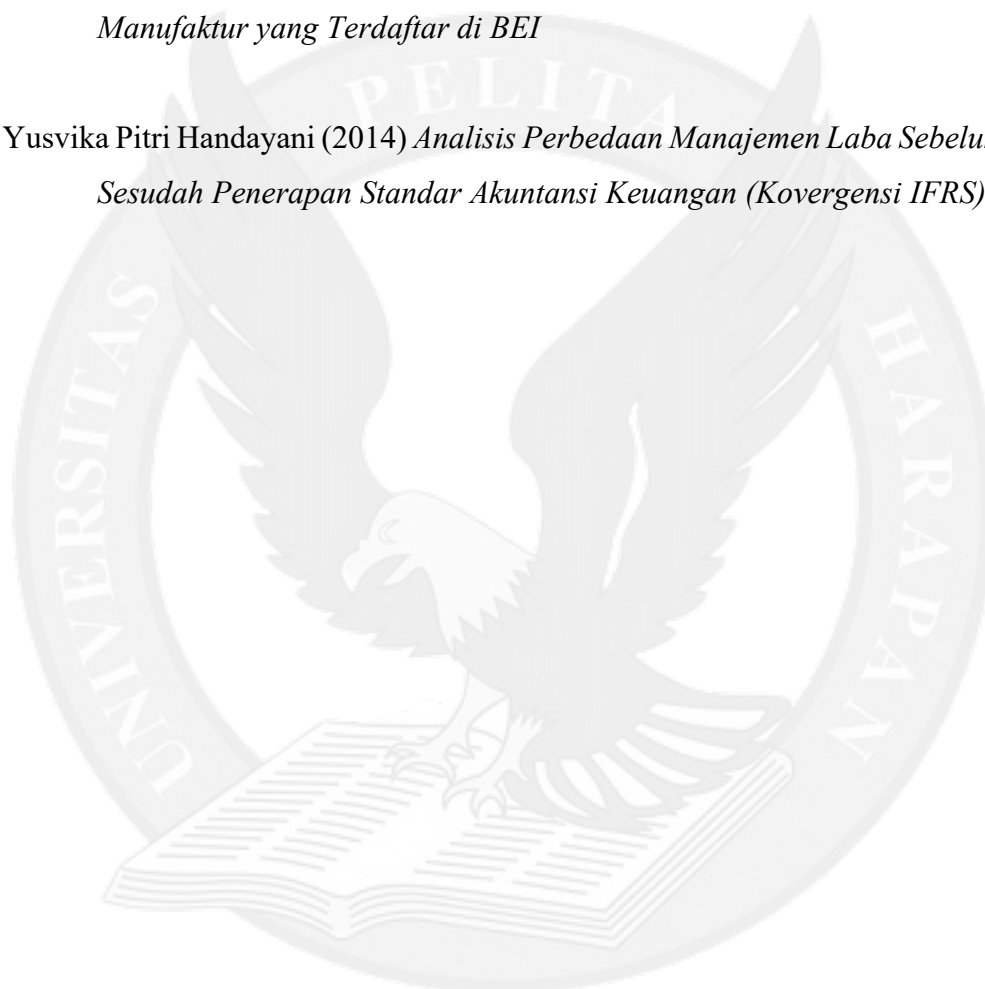 Manufaktur yang Terdaftar di BEI
Yusvika Pitri Handayani (2014) Analisis Perbedaan Manajemen Laba
Sesudah Penerapan Standar Akuntansi Keuangan (Kovergensi IFRS)
UNIVERSITAS PELITA HARAPAN